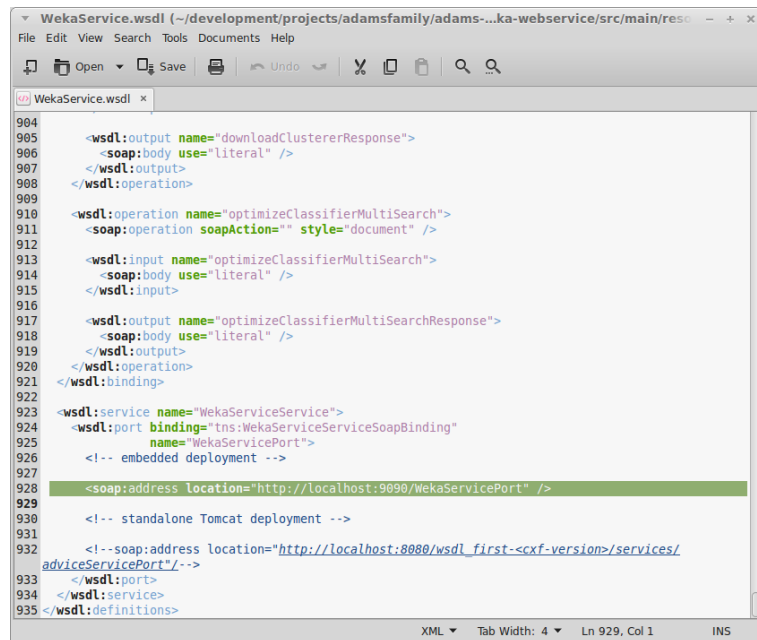 WekaService.wsdl (~/development/projects/adamsfamily/adams-...ka-webservice/src/main/reso
File Edit View Search Tools Documents Help
Open Save Undo
WekaService.wsdl ×
904
905 <wsdl:output name="downloadClustererResponse">
906 <soap:body use="literal" />
907 </wsdl:output>
908 </wsdl:operation>
909
910 <wsdl:operation name="optimizeClassifierMultiSearch">
911 <soap:operation soapAction="" style="document" />
912
913 <wsdl:input name="optimizeClassifierMultiSearch">
914 <soap:body use="literal" />
915 </wsdl:input>
916
917 <wsdl:output name="optimizeClassifierMultiSearchResponse">
918 <soap:body use="literal" />
919 </wsdl:output>
920 </wsdl:operation>
921 </wsdl:binding>
922
923 <wsdl:service name="WekaServiceService">
924 <wsdl:port binding="tns:WekaServiceServiceSoapBinding"
925 name="WekaServicePort">
926 <!-- embedded deployment -->
927
928 <soap:address location="http://localhost:9090/WekaServicePort" />
929
930 <!-- standalone Tomcat deployment -->
931
932 <!--soap:address location="http://localhost:8080/wsdl_first-<cxf-version>/services/
adviceServicePort"/-->
933 </wsdl:port>
934 </wsdl:service>
935 </wsdl:definitions>
XML Tab Width: 4 Ln 929, Col 1 INS